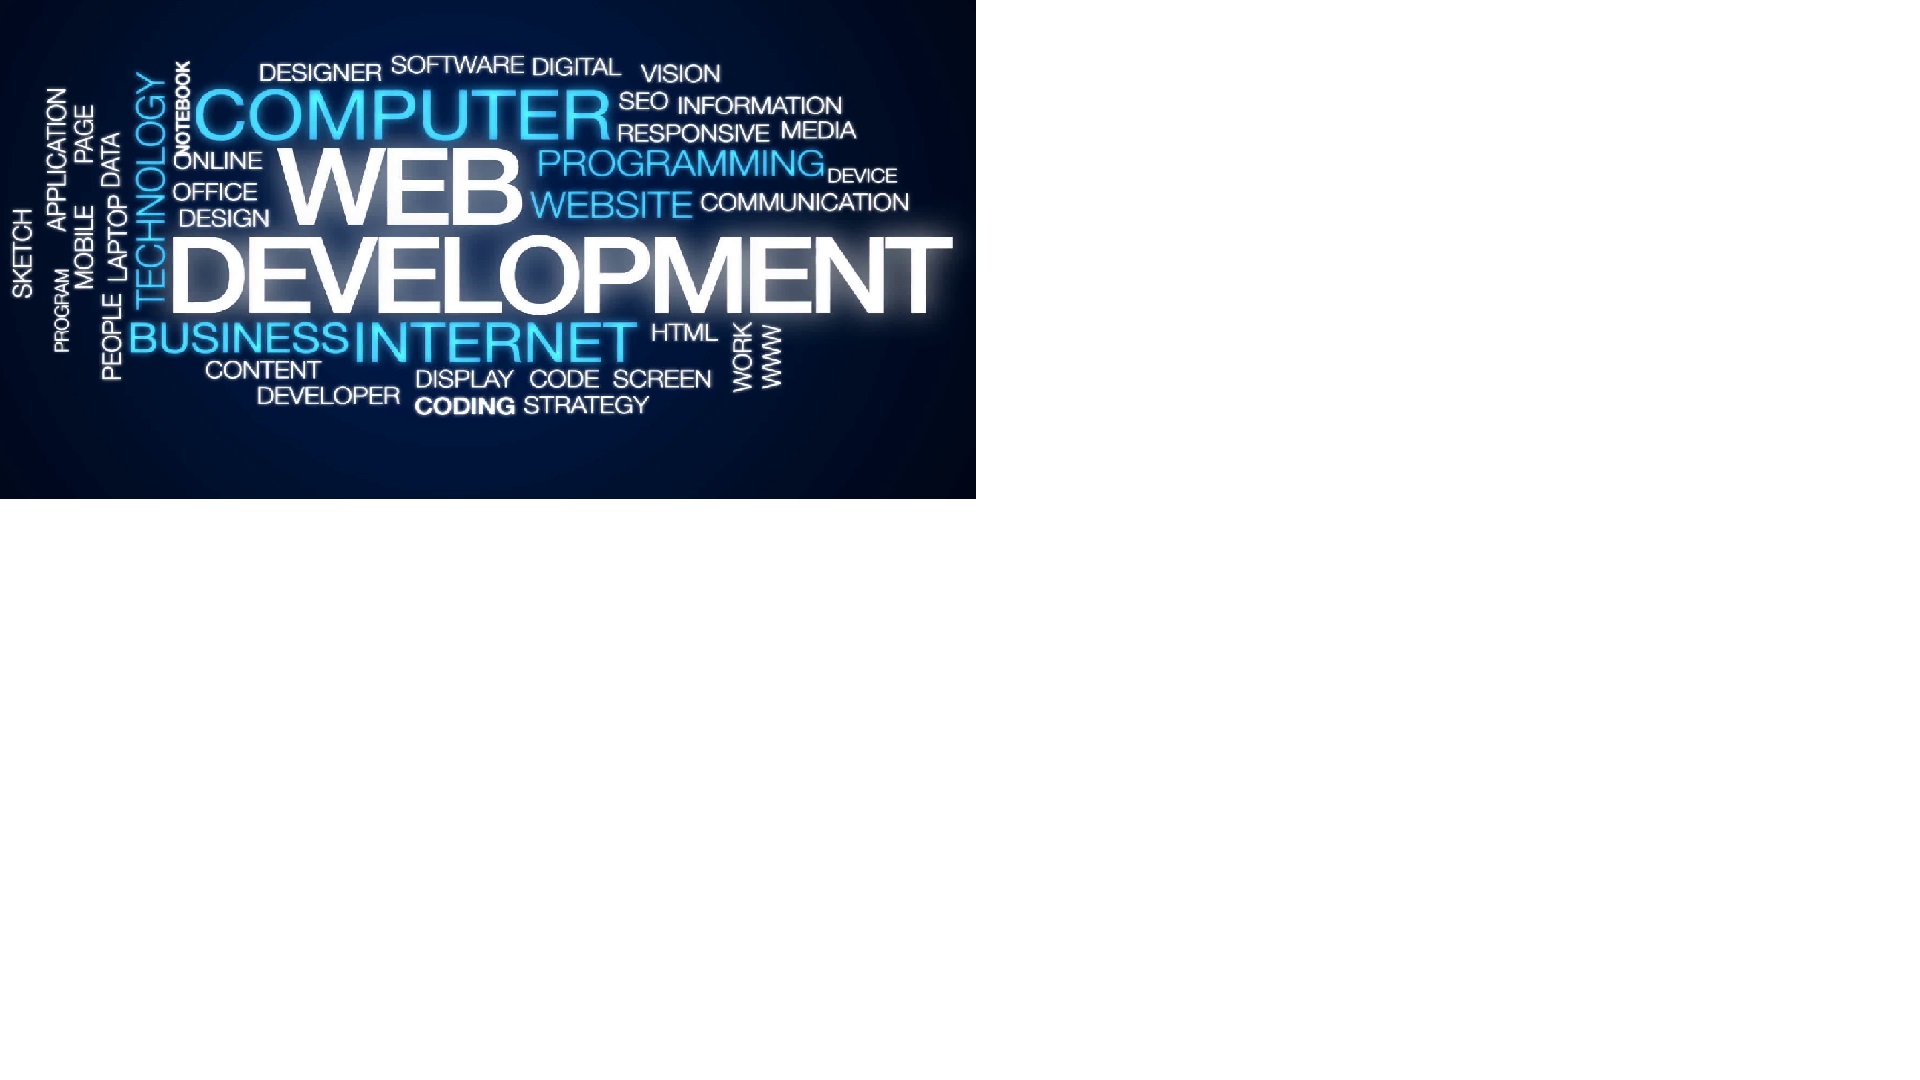 DESIGNER SOFTWARE DIGITAL VISION
COMPUTER SEO INFORMATION
RESPONSIVE MEDIA
ONLINE WEB PROGRAMMING DEVICE
OFFICE WEBSITE COMMUNICATION
DESIGN
DEVELOPMENT
BUSINESS INTERNET HTML
CONTENT DISPLAY CODE SCREEN
DEVELOPER CODING STRATEGY
SKETCH
APPLICATION
PROGRAM
PAGE
MOBILE
DATA
LAPTOP
PEOPLE
TECHNOLOGY
NOTEBOOK
WORK
WWW